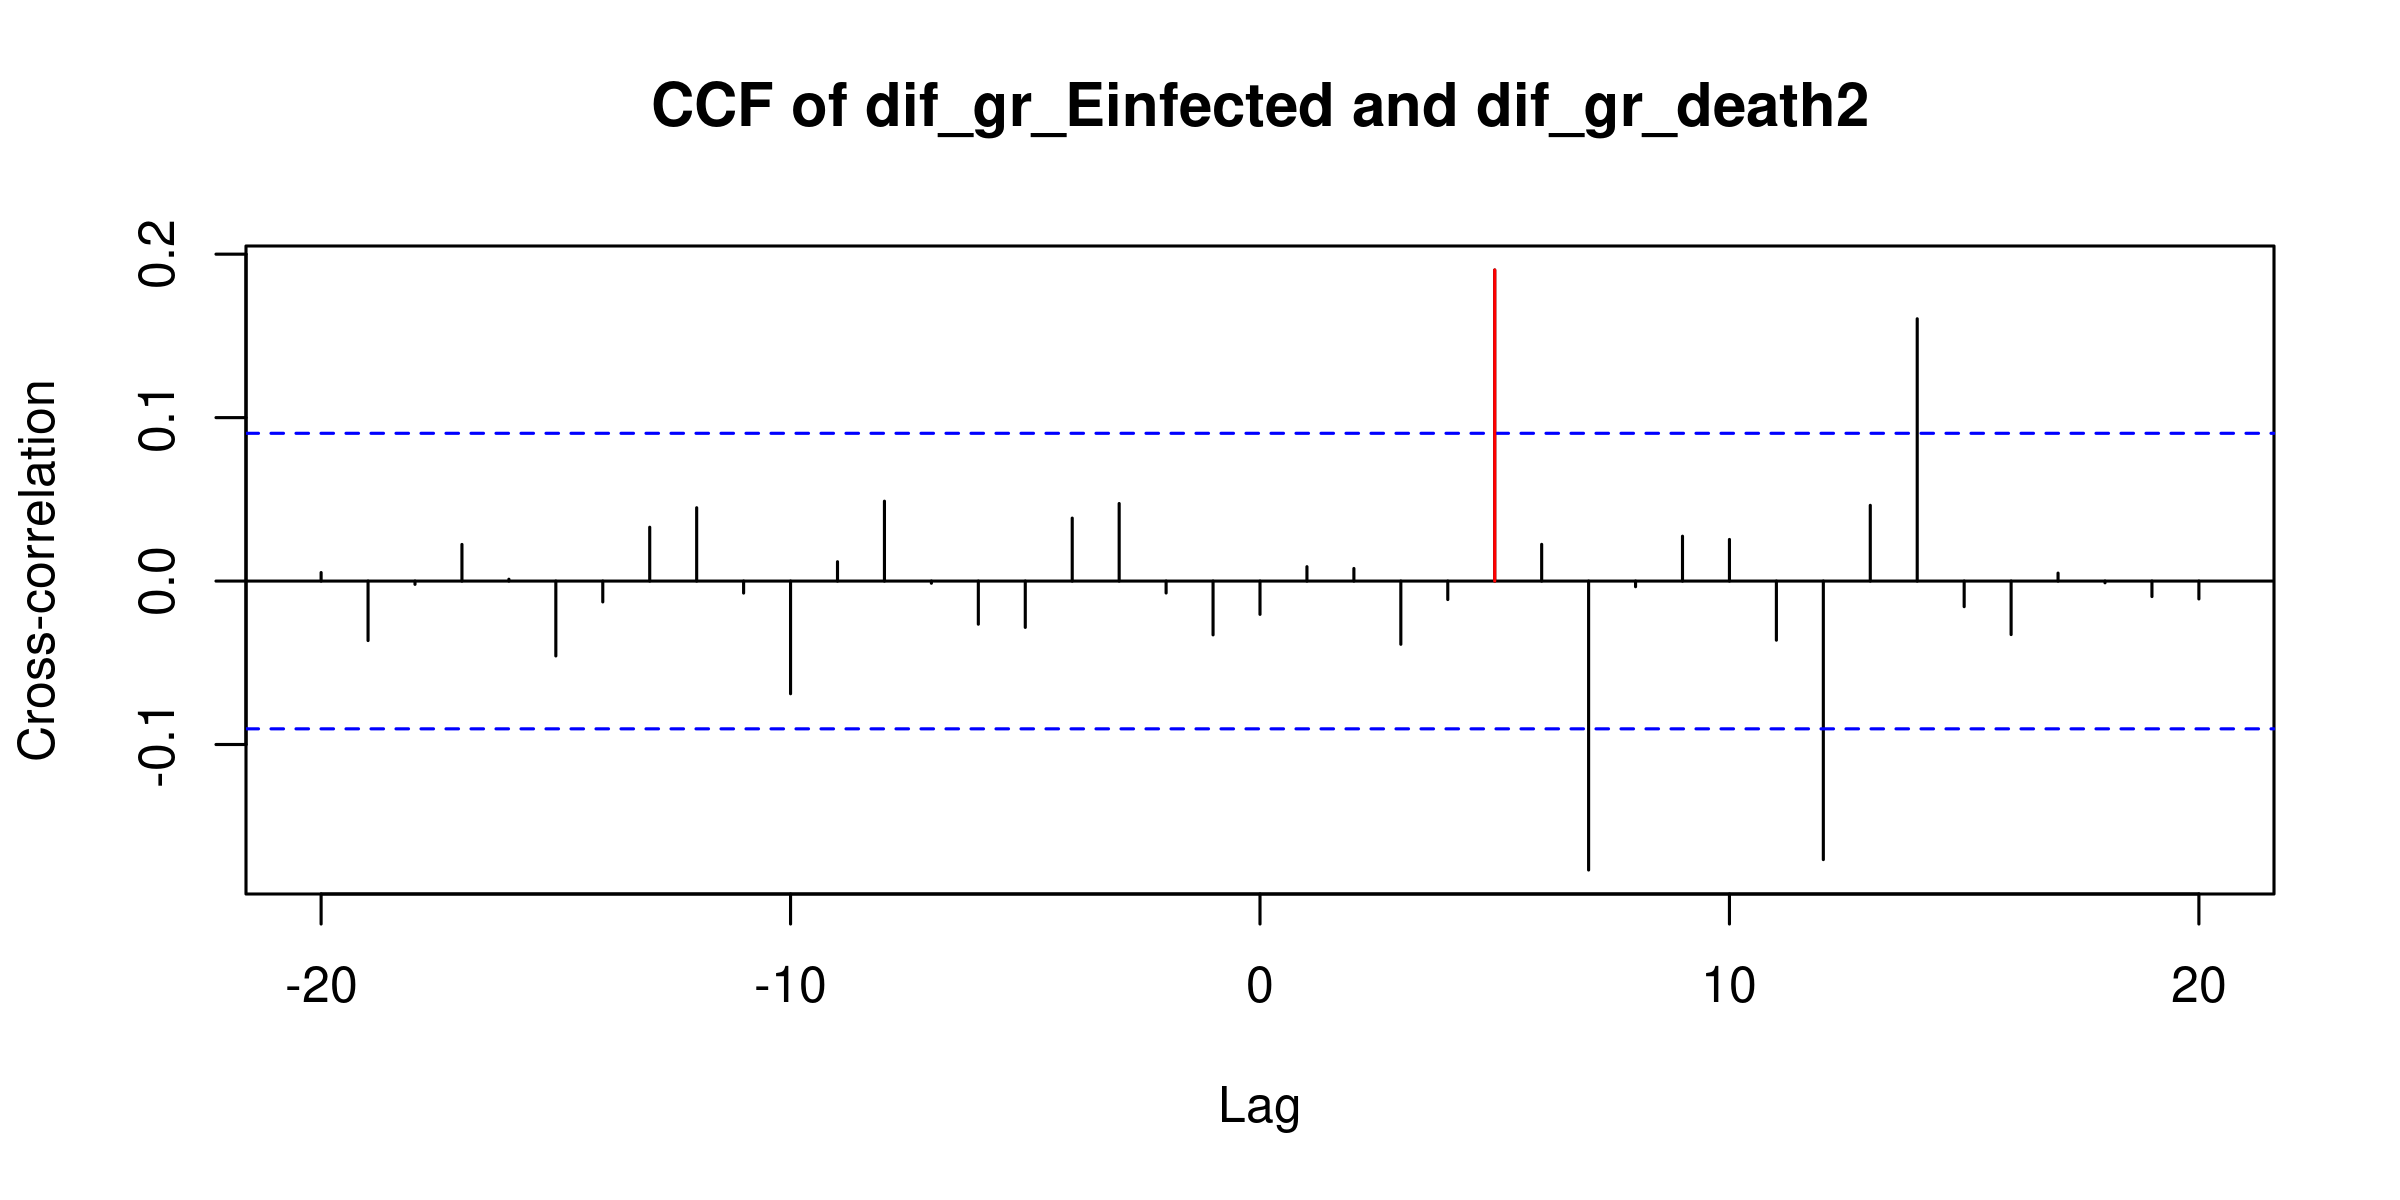 CCF of dif_gr_Einfected and dif_gr_death2
Cross-correlation
0.2
0.1
0.0
-0.1
-20 -10 0 10 20
Lag